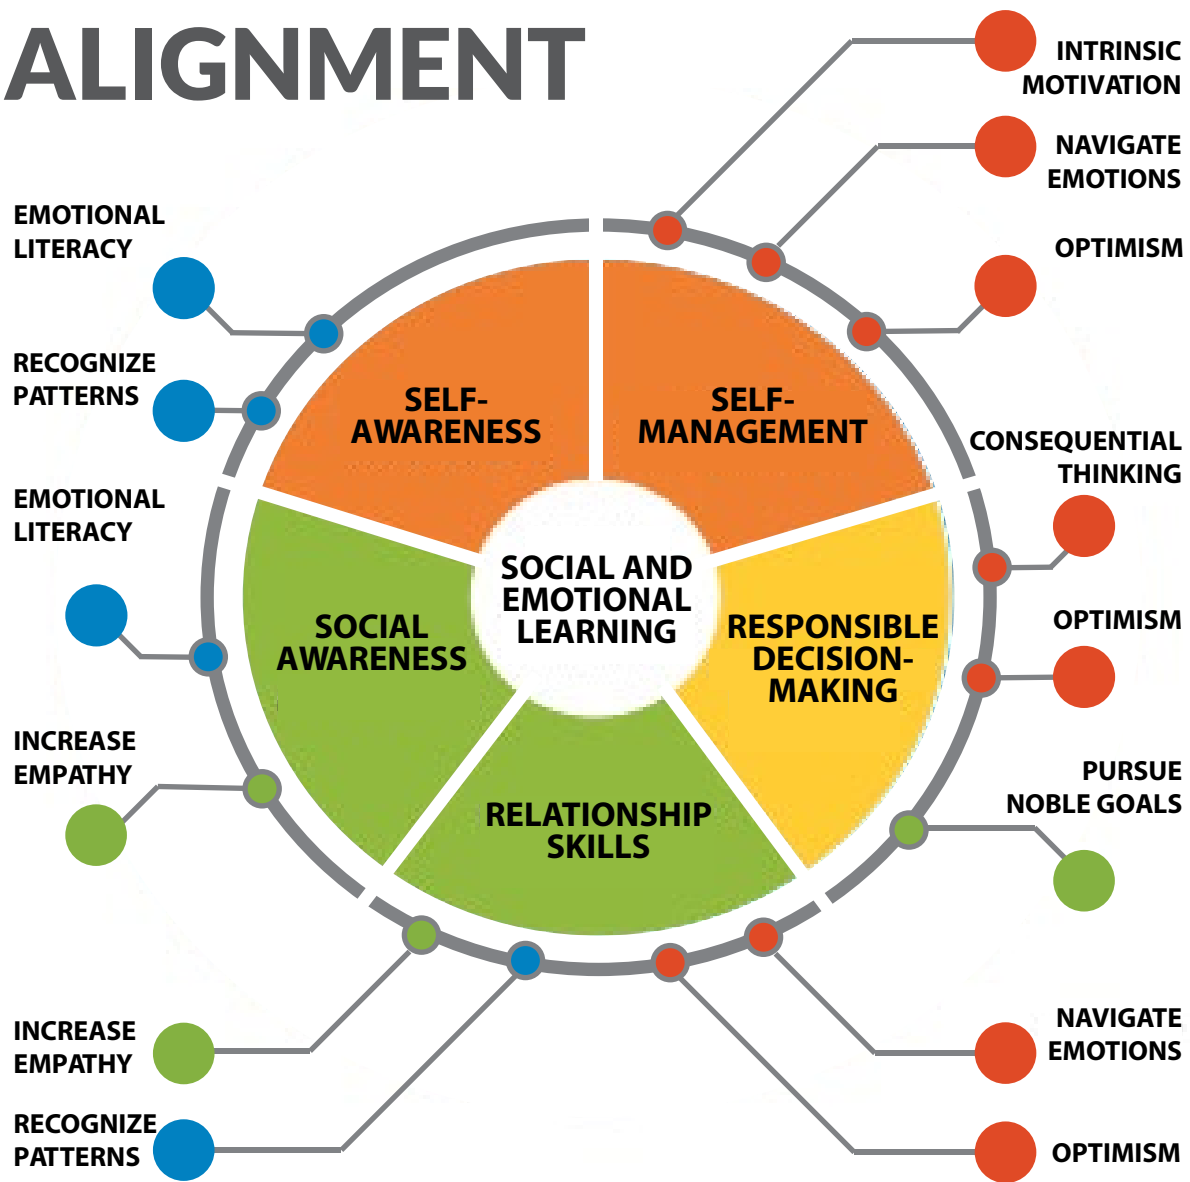 ALIGNMENT
INTRINSIC
MOTIVATION
NAVIGATE
EMOTIONS
OPTIMISM
EMOTIONAL
LITERACY
RECOGNIZE
PATTERNS
EMOTIONAL
LITERACY
INCREASE
EMPATHY
INCREASE
EMPATHY
RECOGNIZE
PATTERNS
SELF-
AWARENESS
SELF-
MANAGEMENT
SOCIAL AND
EMOTIONAL
LEARNING
SOCIAL
AWARENESS
RESPONSIBLE
DECISION-
MAKING
RELATIONSHIP
SKILLS
CONSEQUENTIAL
THINKING
OPTIMISM
PURSUE
NOBLE GOALS
NAVIGATE
EMOTIONS
OPTIMISM